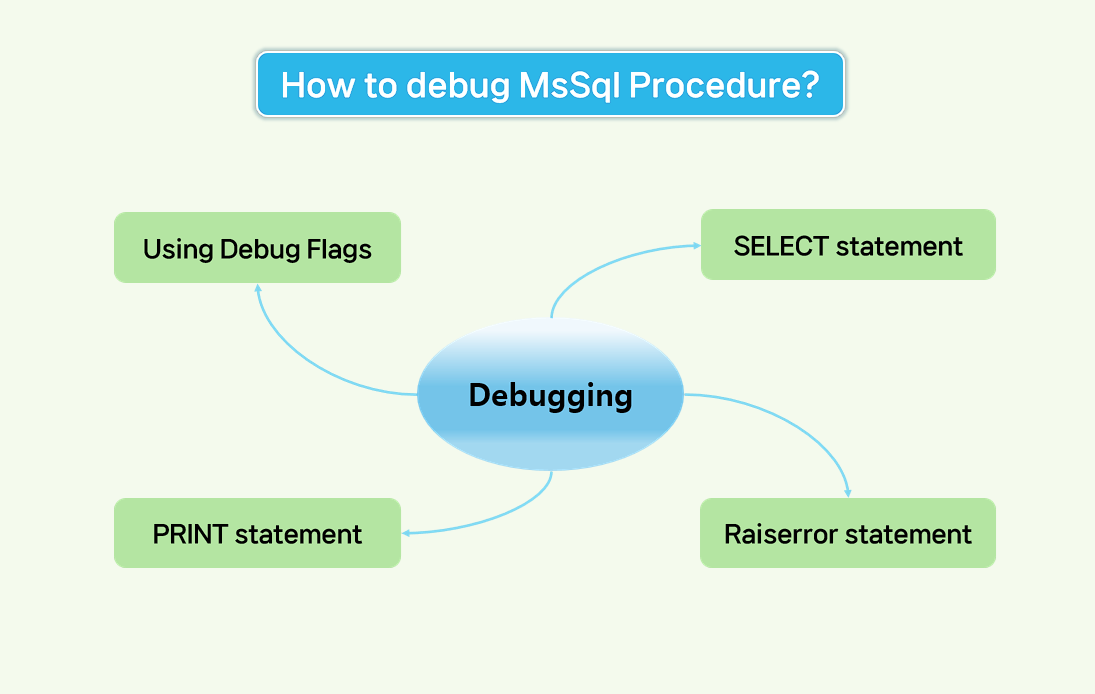 How to debug MsSql Procedure?
Using Debug Flags
SELECT statement
Debugging
PRINT statement
Raiserror statement